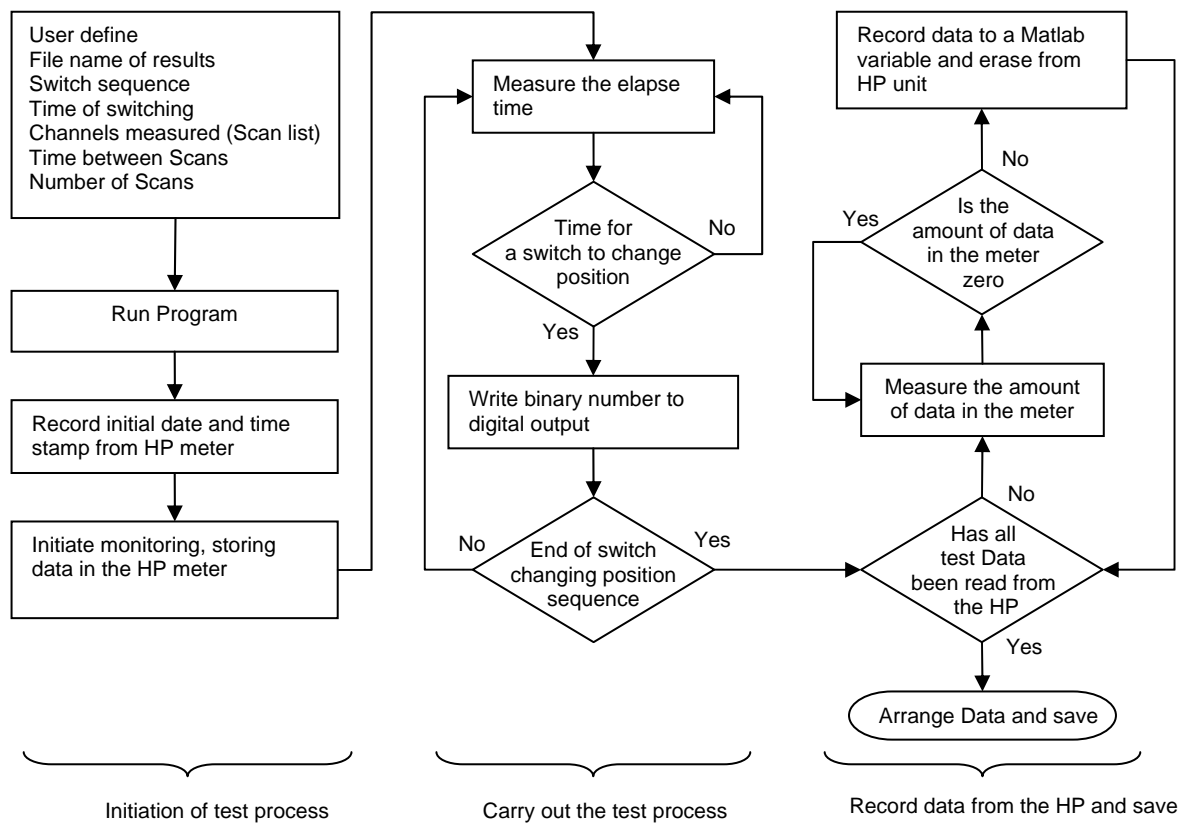 User define
File name of results
Switch sequence
Time of switching
Channels measured (Scan list)
Time between Scans
Number of Scans
Run Program
Record initial date and time
stamp from HP meter
Initiate monitoring, storing
data in the HP meter
Measure the elapse
time
Time for
a switch to change
position
No
Yes
Write binary number to
digital output
End of switch
changing position
sequence
No
Yes
Record data to a Matlab
variable and erase from
HP unit
No
Yes
Is the
amount of data
in the meter
zero
Measure the amount
of data in the meter
No
Has all
test Data
been read from
the HP
Yes
Arrange Data and save
Initiation of test process
Carry out the test process
Record data from the HP and save